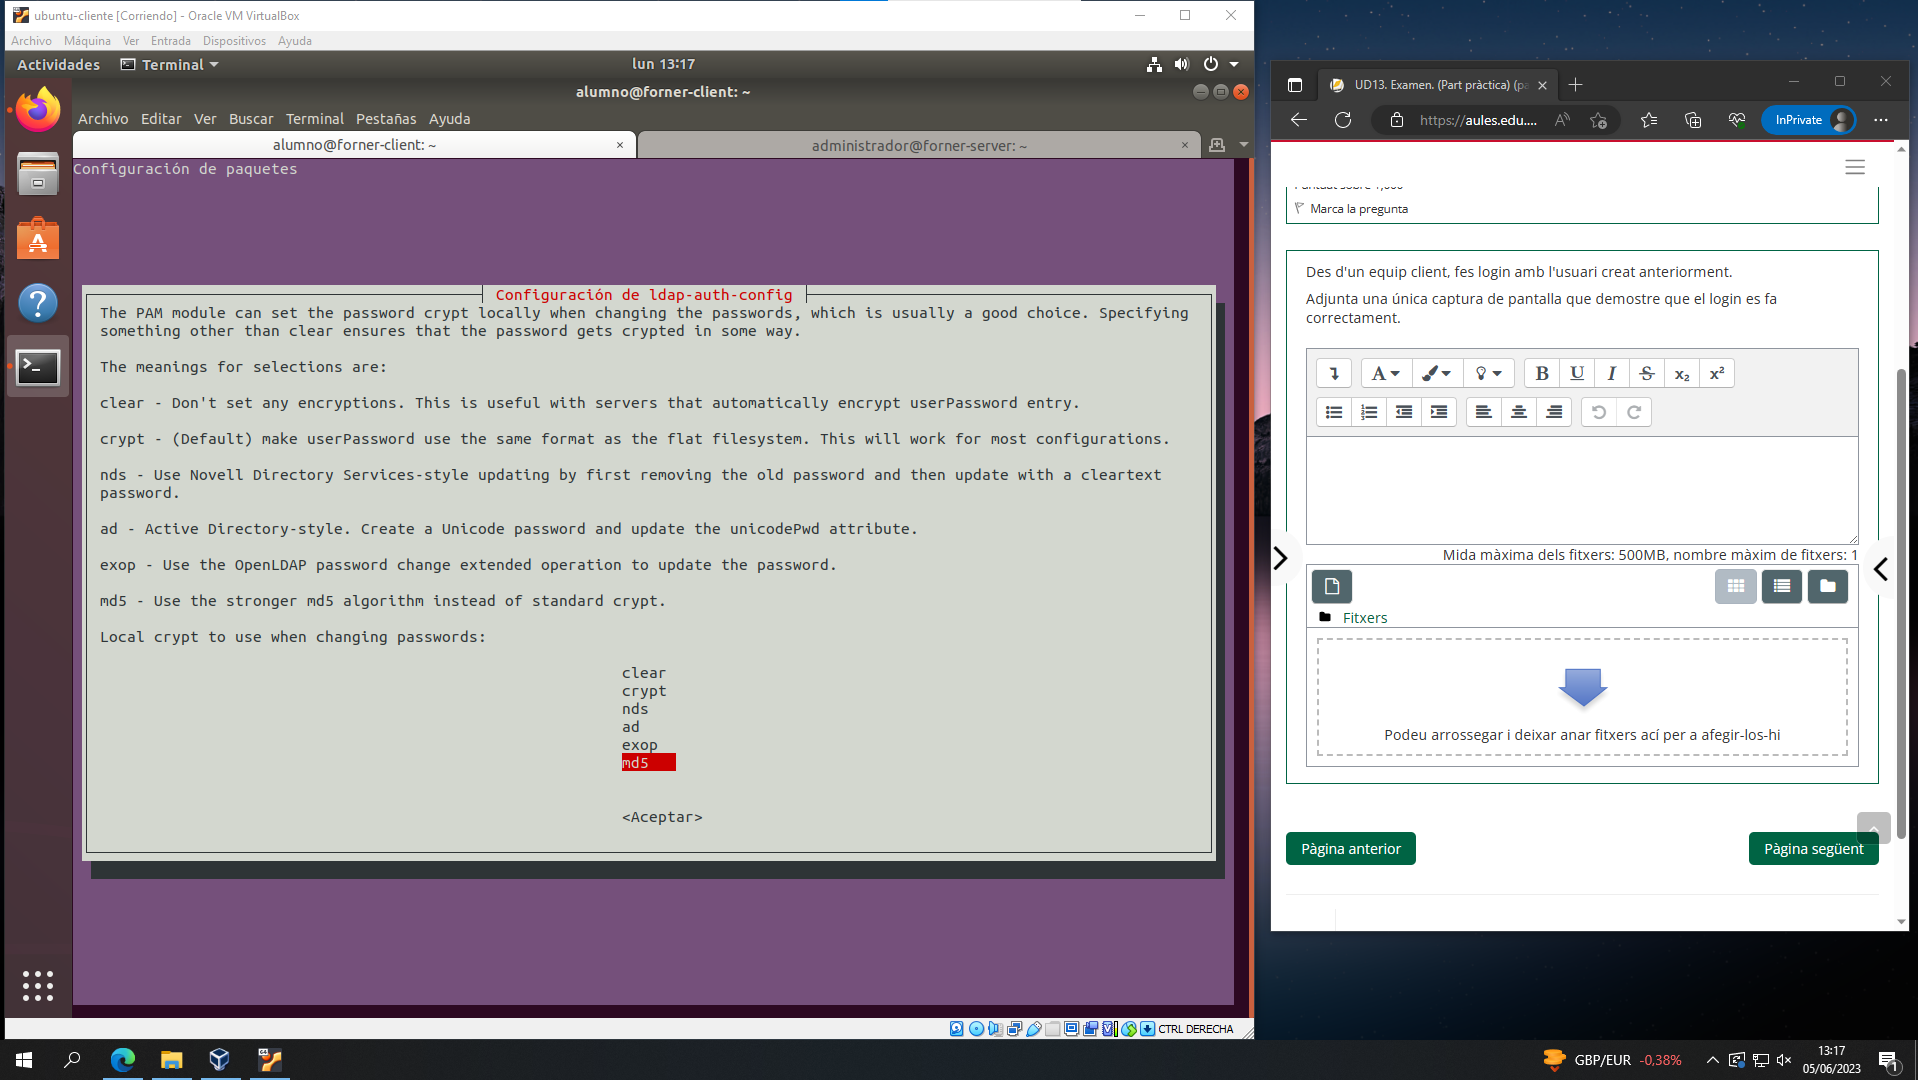 ubuntu-cliente [Corriendo] - Oracle VM VirtualBox
Archivo Máquina Ver Entrada Dispositivos Ayuda
Actividades Terminal lun 13:17
alumno@forner-client: ~
Archivo Editar Ver Buscar Terminal Pestañas Ayuda
alumno@forner-client: ~ × administrador@forner-server: ~ ×
Configuración de paquetes
Configuración de ldap-auth-config
The PAM module can set the password crypt locally when changing the passwords, which is usually a good choice. Specifying
something other than clear ensures that the password gets crypted in some way.
The meanings for selections are:
clear - Don't set any encryptions. This is useful with servers that automatically encrypt userPassword entry.
crypt - (Default) make userPassword use the same format as the flat filesystem. This will work for most configurations.
nds - Use Novell Directory Services-style updating by first removing the old password and then update with a cleartext
password.
ad - Active Directory-style. Create a Unicode password and update the unicodePwd attribute.
exop - Use the OpenLDAP password change extended operation to update the password.
md5 - Use the stronger md5 algorithm instead of standard crypt.
Local crypt to use when changing passwords:
clear
crypt
nds
ad
exop
md5
<Aceptar>
CTRL DERECHA
UD13. Examen. (Part pràctica) (pà
https://aules.edu.... InPrivate
Marca la pregunta
Des d'un equip client, fes login amb l'usuari creat anteriorment.
Adjunta una única captura de pantalla que demostre que el login es fa
correctament.
A B U I S x₂ x²
Mida màxima dels fitxers: 500MB, nombre màxim de fitxers: 1
Fitxers
Podeu arrossegar i deixar anar fitxers ací per a afegir-los-hi
Pàgina anterior Pàgina següent
GBP/EUR -0,38% 13:17
05/06/2023 1